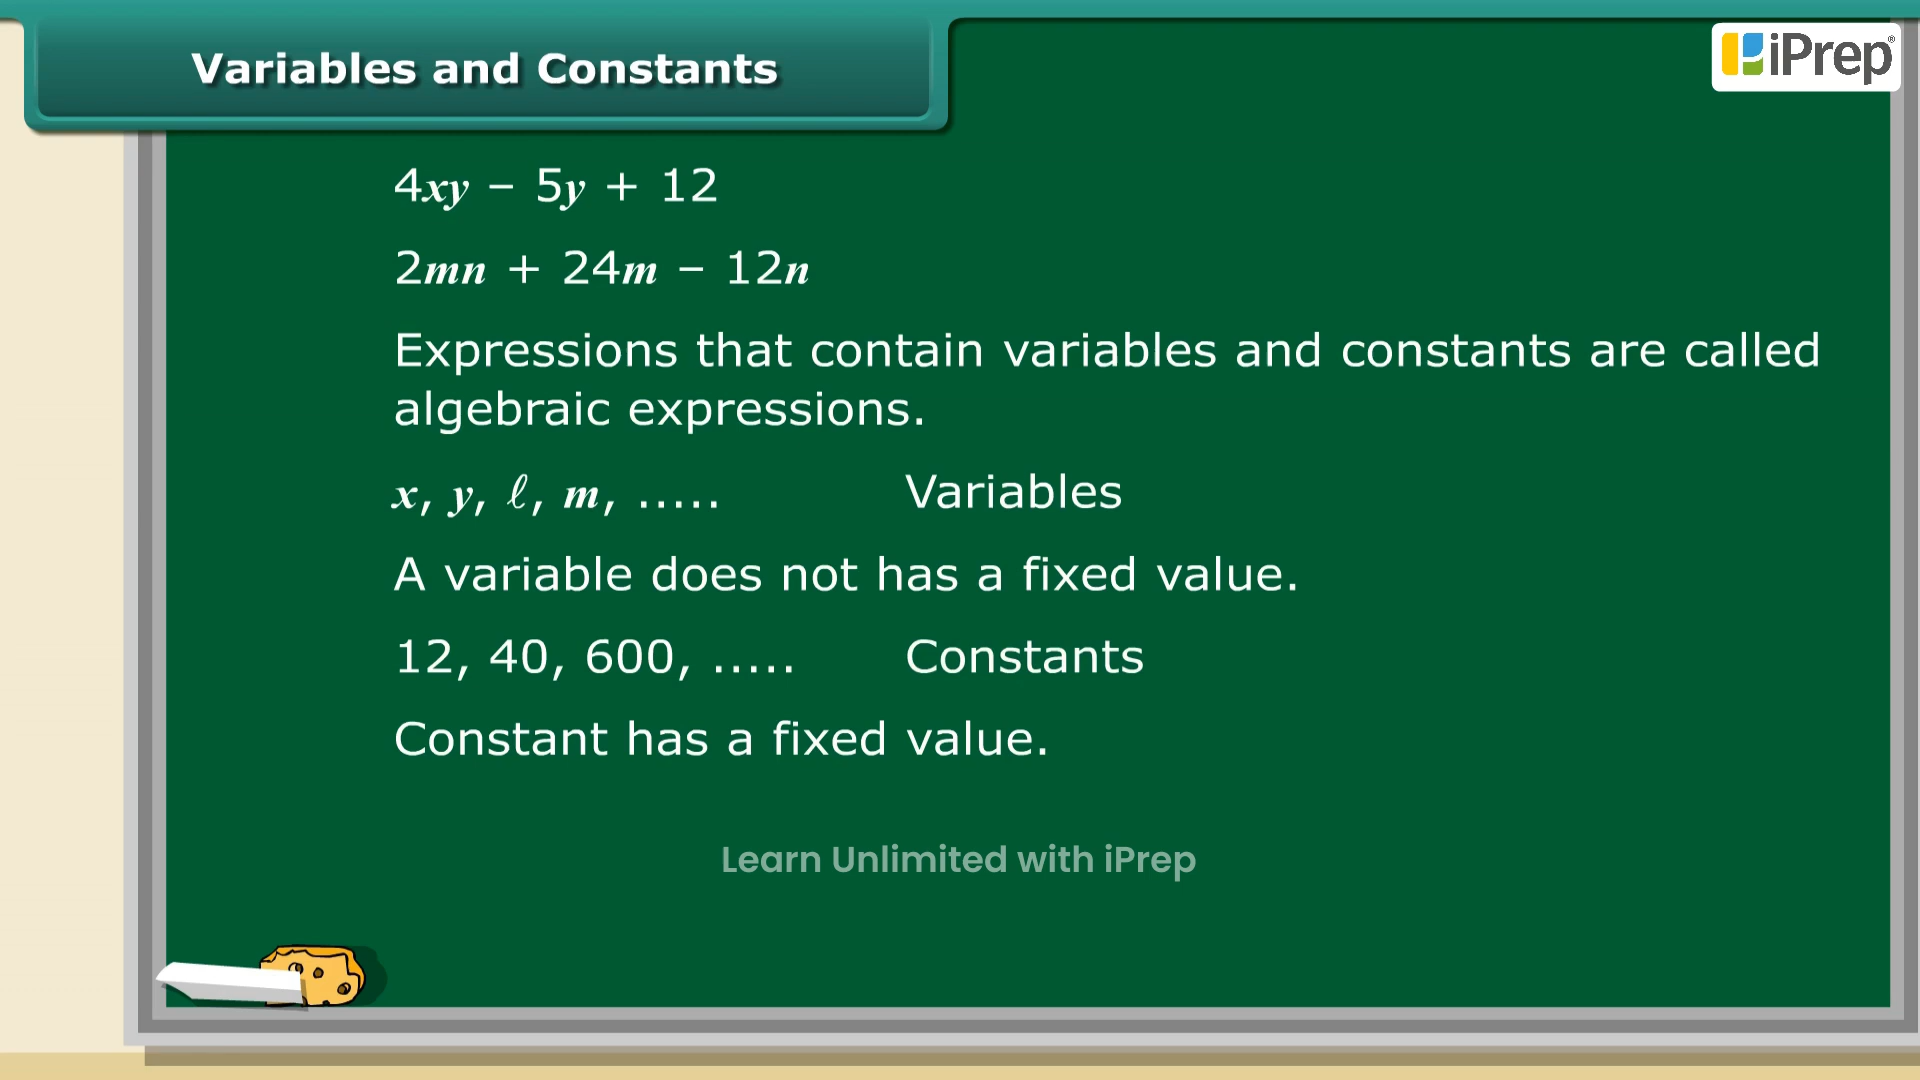 Variables and Constants
iPrep®
4xy – 5y + 12
2mn + 24m – 12n
Expressions that contain variables and constants are called
algebraic expressions.
x, y, ℓ, m, ..... Variables
A variable does not has a fixed value.
12, 40, 600, ..... Constants
Constant has a fixed value.
Learn Unlimited with iPrep